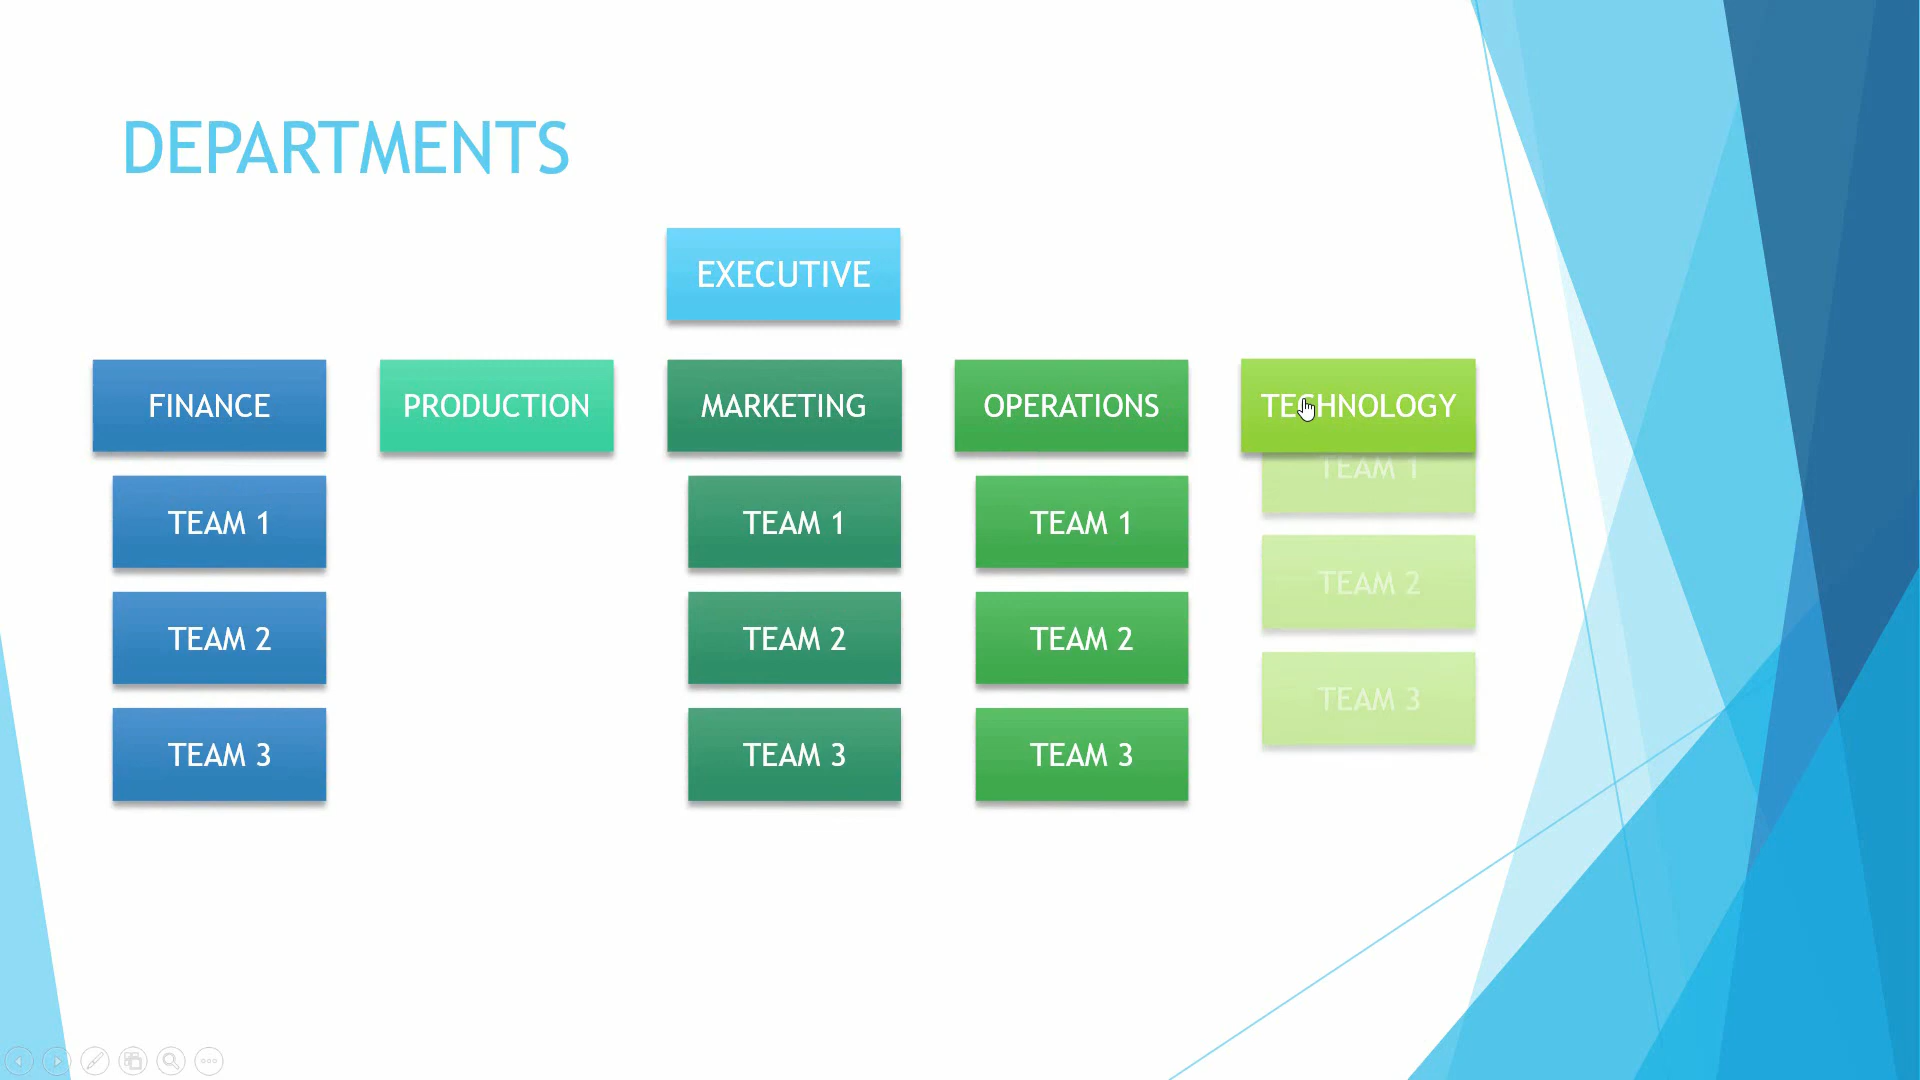 DEPARTMENTS
EXECUTIVE
FINANCE
PRODUCTION
MARKETING
OPERATIONS
TECHNOLOGY
TEAM 1
TEAM 1
TEAM 1
TEAM 1
TEAM 2
TEAM 2
TEAM 2
TEAM 2
TEAM 3
TEAM 3
TEAM 3
TEAM 3